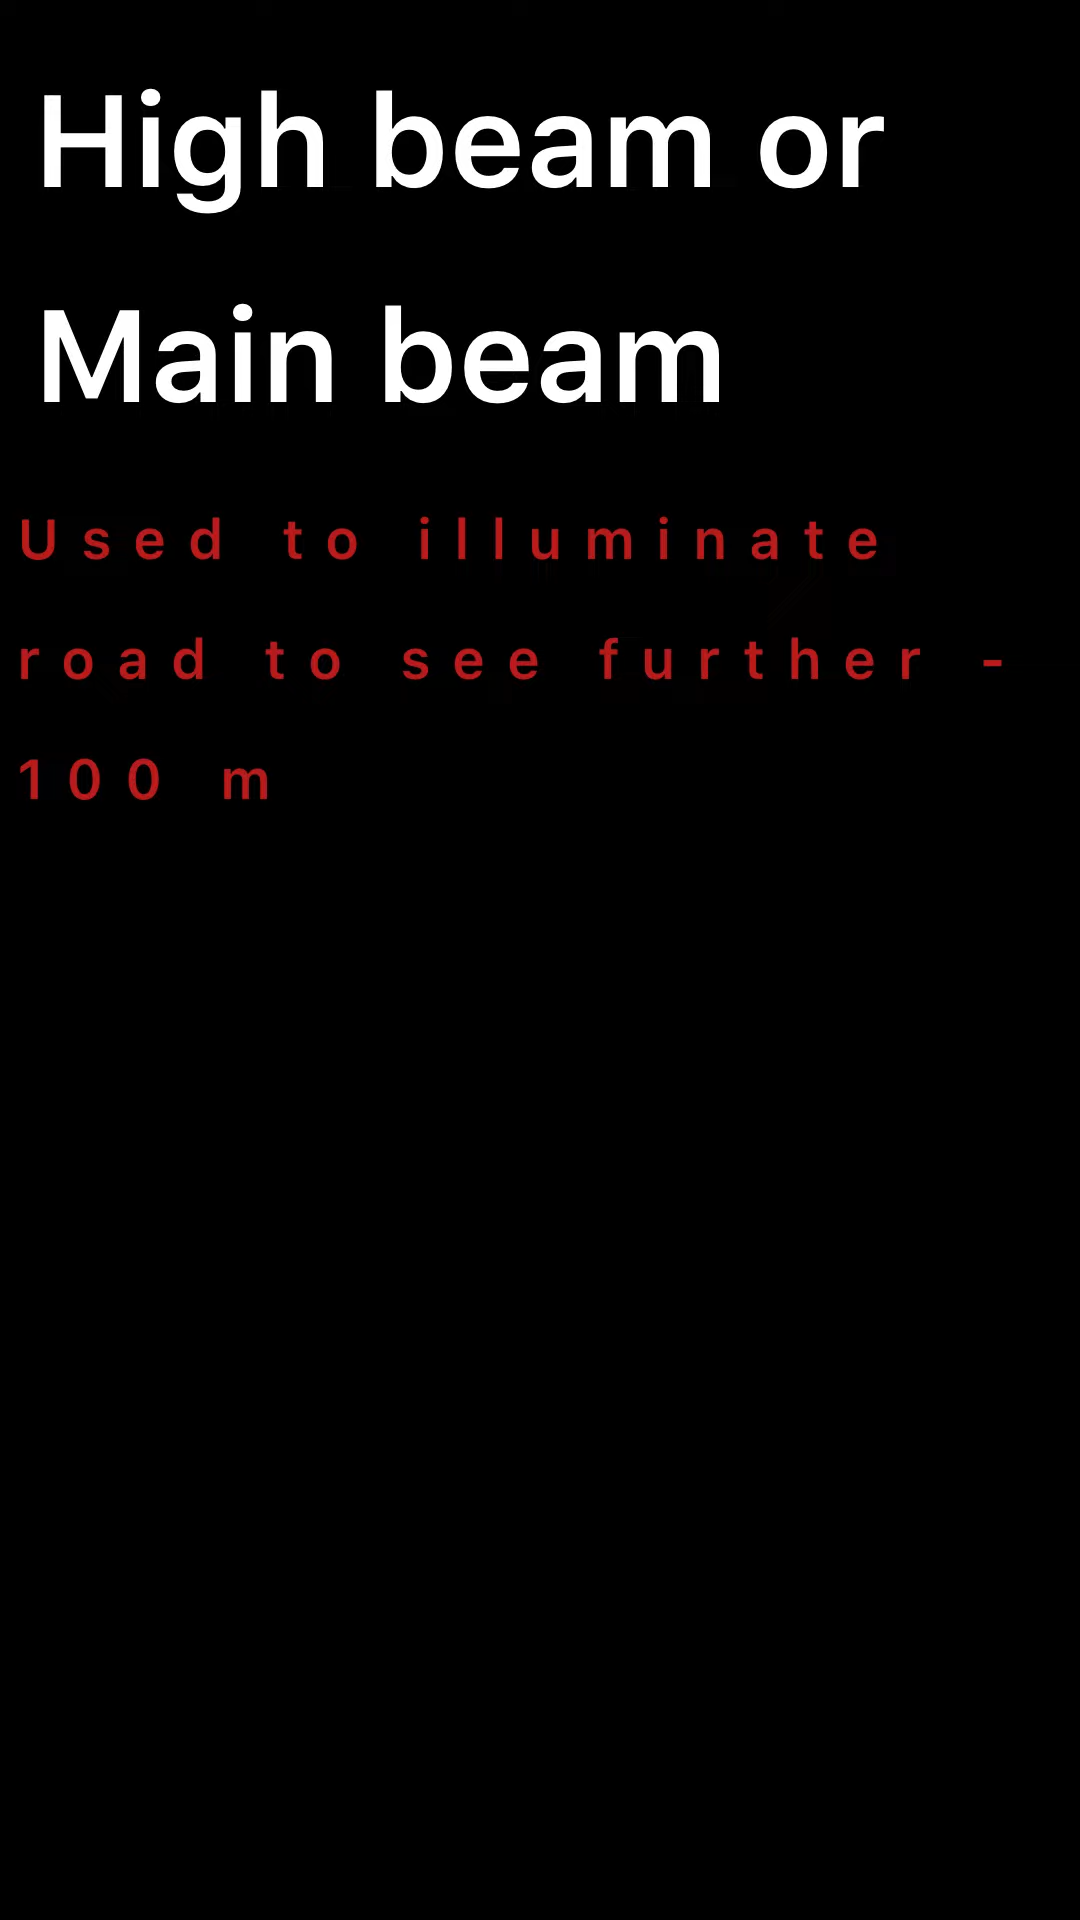 High beam or
Main beam
Used to illuminate
road to see further -
100 m